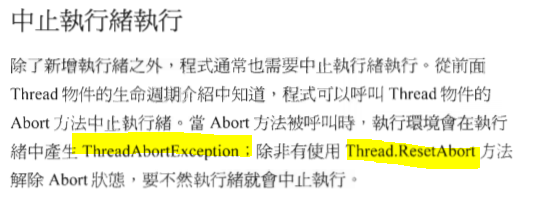 中止執行緒執行
除了新增執行緒之外，程式通常也需要中止執行緒執行。從前面
Thread 物件的生命週期介紹中知道，程式可以呼叫 Thread 物件的
Abort 方法中止執行緒。當 Abort 方法被呼叫時，執行環境會在執行
緒中產生 ThreadAbortException；除非有使用 Thread.ResetAbort 方法
解除 Abort 狀態，要不然執行緒就會中止執行。